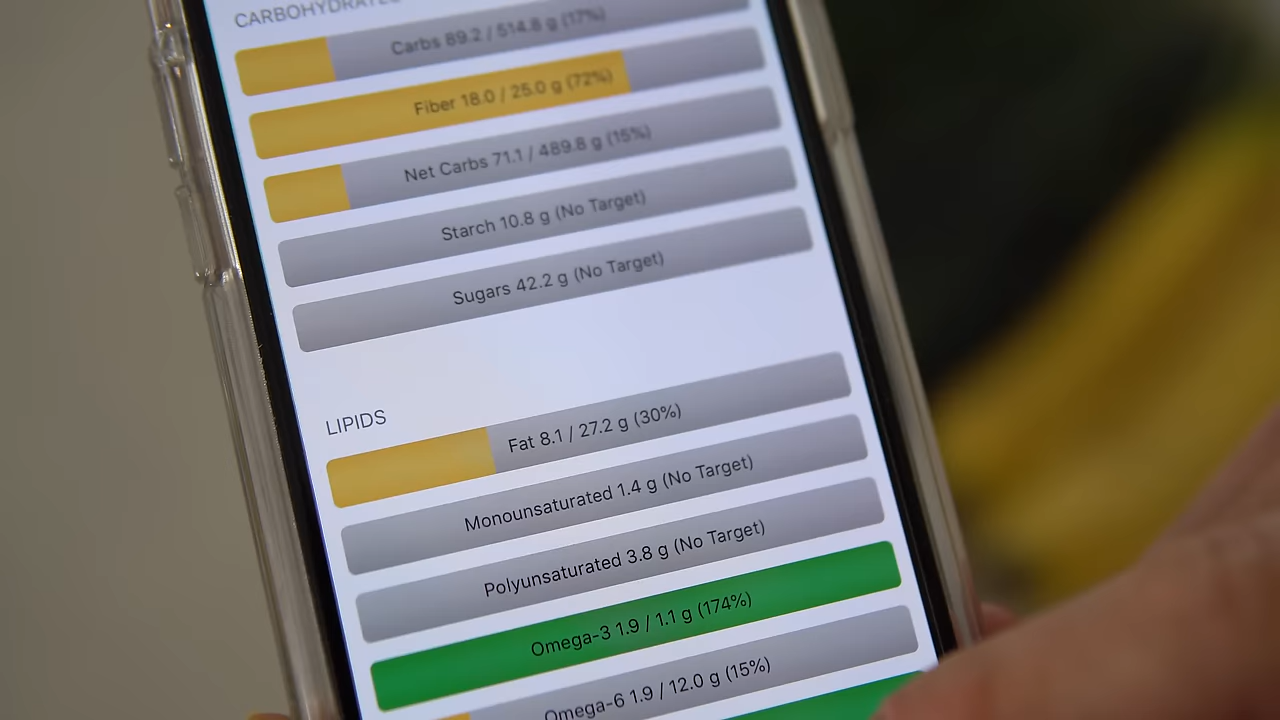 CARBOHYDRATES
Carbs 89.2 / 514.8 g (17%)
Fiber 18.0 / 25.0 g (72%)
Net Carbs 71.1 / 489.8 g (15%)
Starch 10.8 g (No Target)
Sugars 42.2 g (No Target)
LIPIDS
Fat 8.1 / 27.2 g (30%)
Monounsaturated 1.4 g (No Target)
Polyunsaturated 3.8 g (No Target)
Omega-3 1.9 / 1.1 g (174%)
Omega-6 1.9 / 12.0 g (15%)